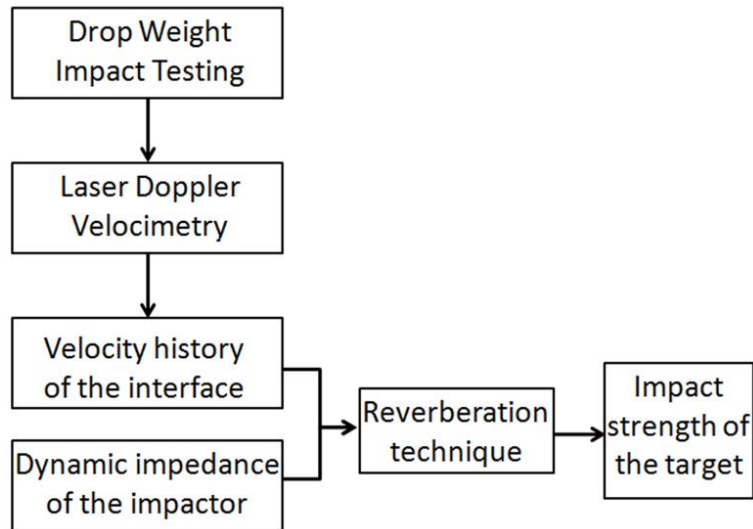 Drop Weight
Impact Testing
Laser Doppler
Velocimetry
Velocity history
of the interface
Dynamic impedance
of the impactor
Reverberation
technique
Impact
strength of
the target